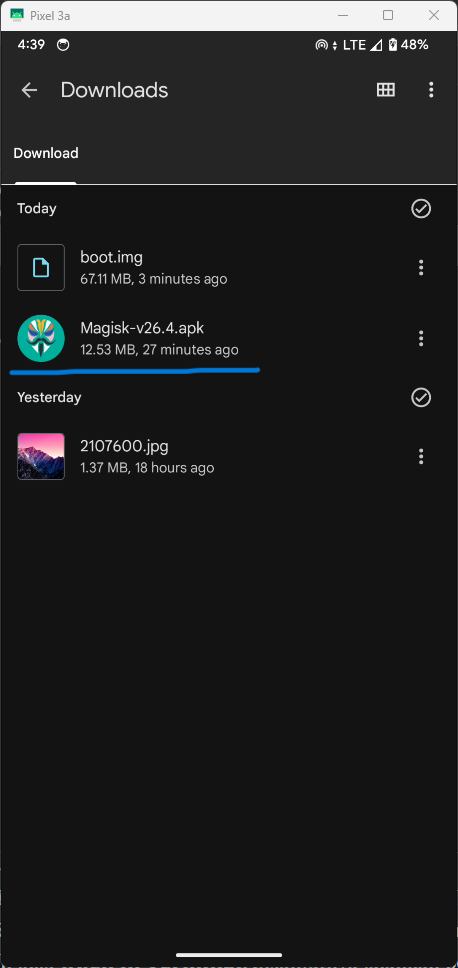 Pixel 3a
4:39 LTE 48%
Downloads
Download
Today
boot.img
67.11 MB, 3 minutes ago
Magisk-v26.4.apk
12.53 MB, 27 minutes ago
Yesterday
2107600.jpg
1.37 MB, 18 hours ago